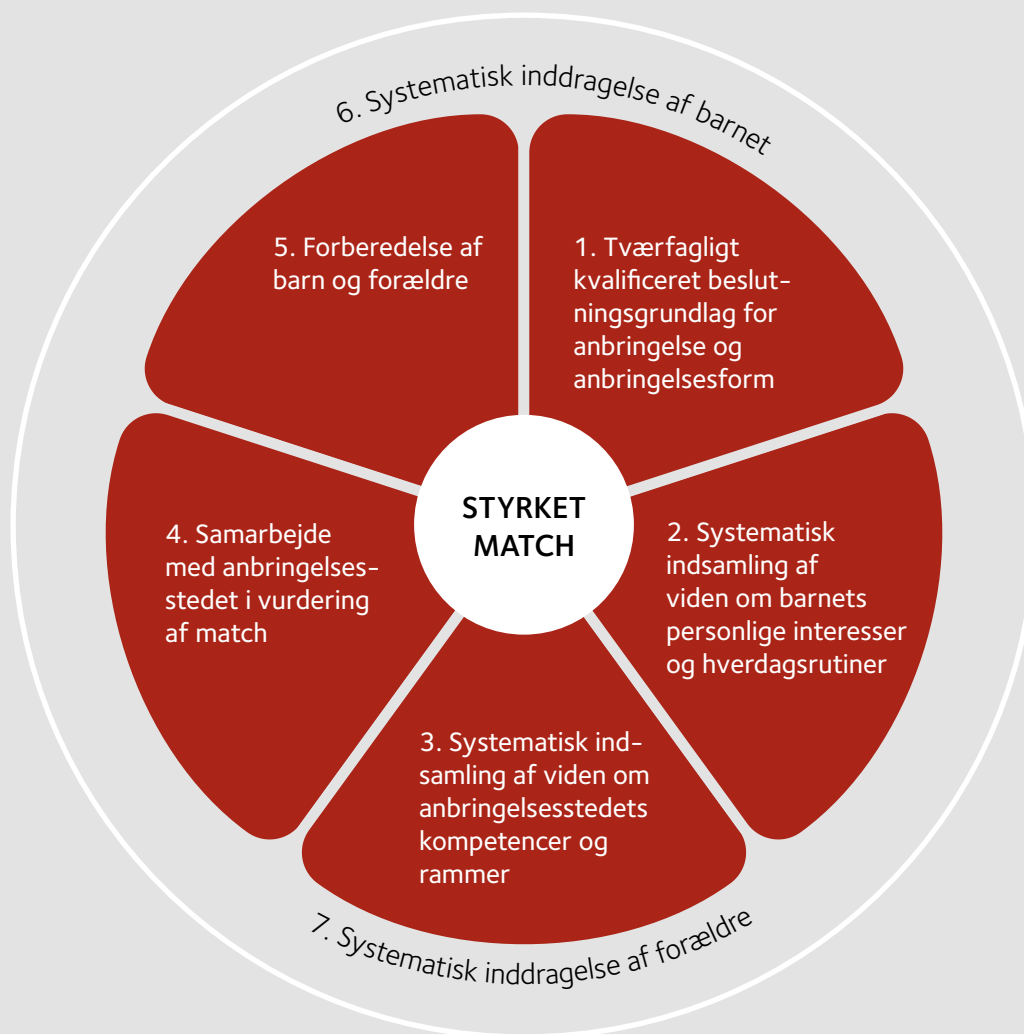 6. Systematisk inddragelse af barnet
5. Forberedelse af
barn og forældre
1. Tværfagligt
kvalificeret beslut-
ningsgrundlag for
anbringelse og
anbringelsesform
STYRKET
MATCH
4. Samarbejde
med anbringelses-
stedet i vurdering
af match
2. Systematisk
indsamling af
viden om barnets
personlige interesser
og hverdagsrutiner
3. Systematisk ind-
samling af viden om
anbringelsesstedets
kompetencer og
rammer
7. Systematisk inddragelse af forældre